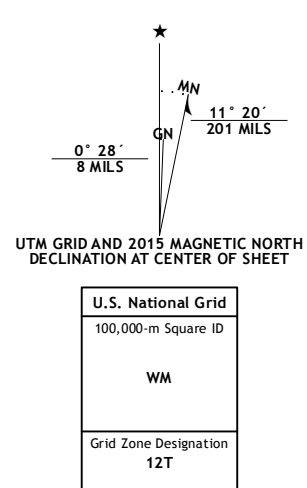 ★
MN
GN
11° 20´
201 MILS
0° 28´
8 MILS
UTM GRID AND 2015 MAGNETIC NORTH
DECLINATION AT CENTER OF SHEET
U.S. National Grid
100,000-m Square ID
WM
Grid Zone Designation
12T